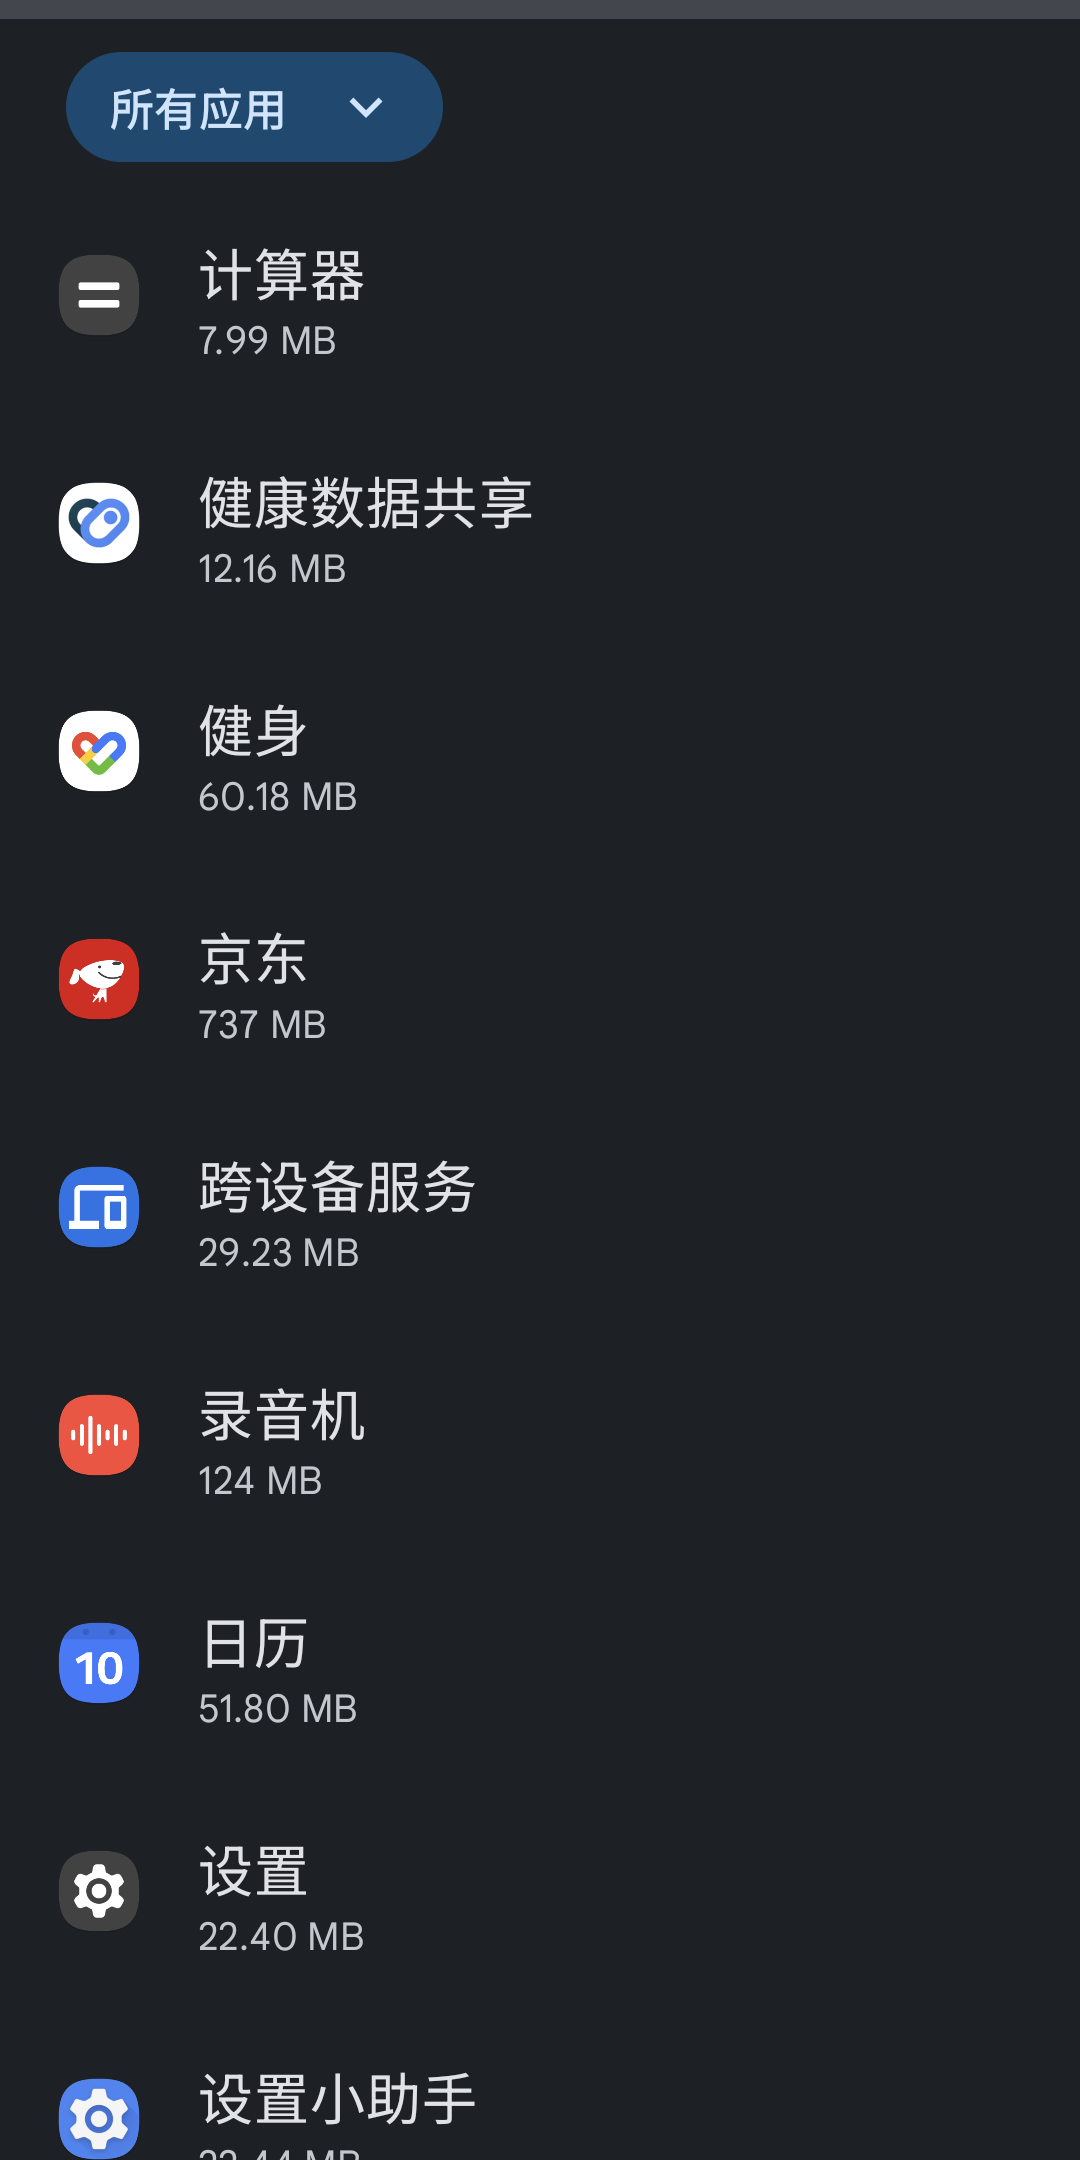 所有应用
计算器
7.99 MB
健康数据共享
12.16 MB
健身
60.18 MB
京东
737 MB
跨设备服务
29.23 MB
录音机
124 MB
10
日历
51.80 MB
设置
22.40 MB
设置小助手